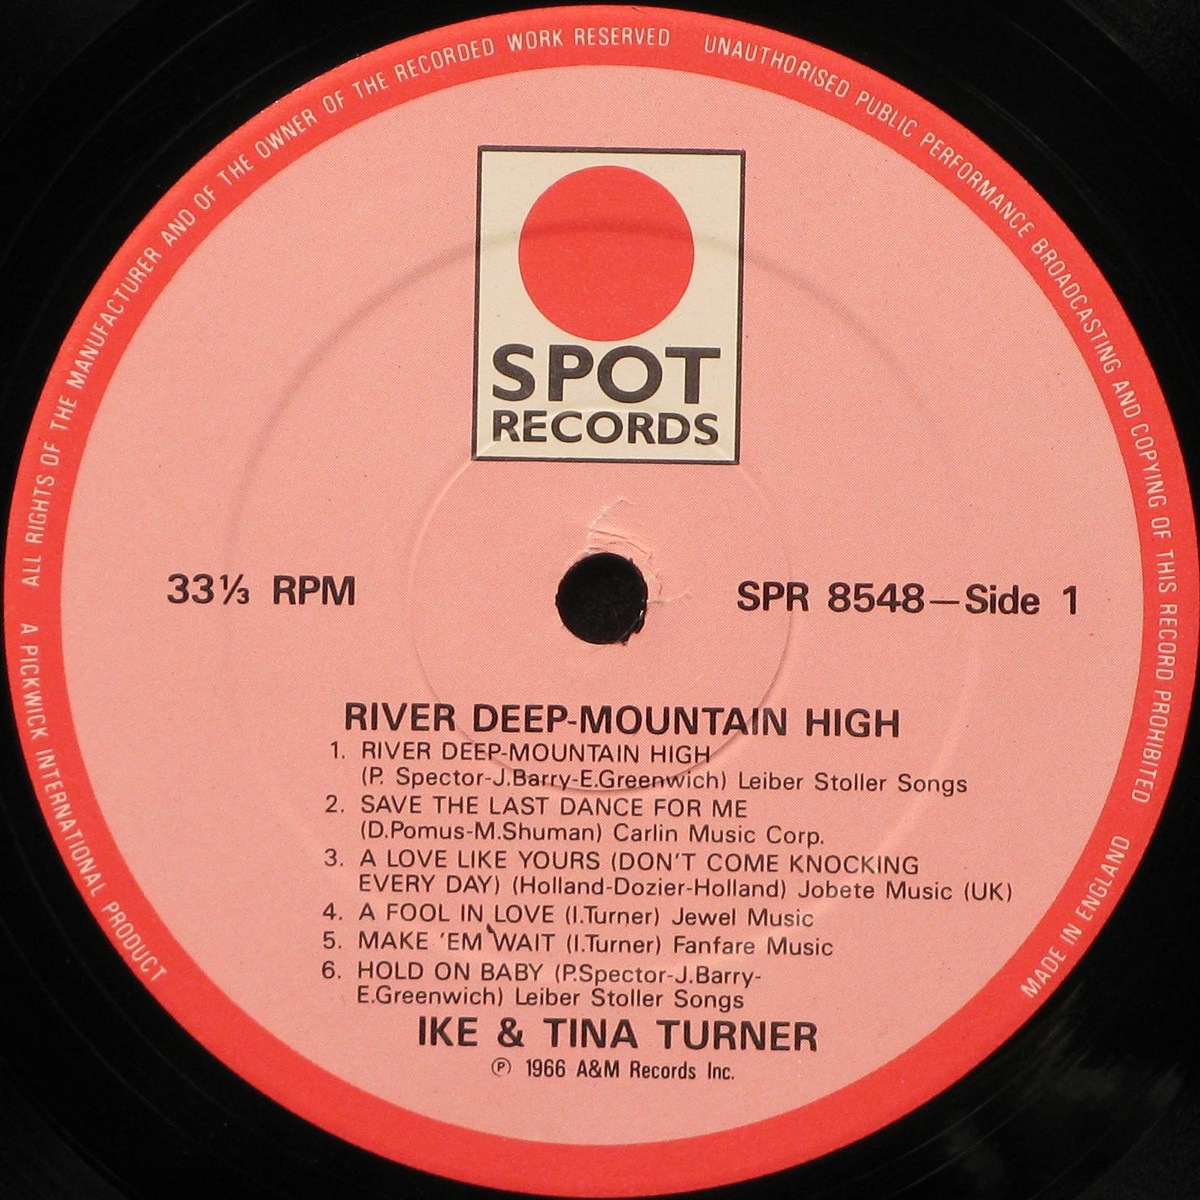 ALL RIGHTS OF THE MANUFACTURER AND OF THE OWNER OF THE RECORDED WORK RESERVED
UNAUTHORISED PUBLIC PERFORMANCE BROADCASTING AND COPYING OF THIS RECORD PROHIBITED
SPOT
RECORDS
33⅓ RPM
SPR 8548—Side 1
RIVER DEEP-MOUNTAIN HIGH
1. RIVER DEEP-MOUNTAIN HIGH
(P. Spector-J.Barry-E.Greenwich) Leiber Stoller Songs
2. SAVE THE LAST DANCE FOR ME
(D.Pomus-M.Shuman) Carlin Music Corp.
3. A LOVE LIKE YOURS (DON'T COME KNOCKING
EVERY DAY) (Holland-Dozier-Holland) Jobete Music (UK)
4. A FOOL IN LOVE (I.Turner) Jewel Music
5. MAKE 'EM WAIT (I.Turner) Fanfare Music
6. HOLD ON BABY (P.Spector-J.Barry-
E.Greenwich) Leiber Stoller Songs
IKE & TINA TURNER
℗ 1966 A&M Records Inc.
A PICKWICK INTERNATIONAL PRODUCT
MADE IN ENGLAND